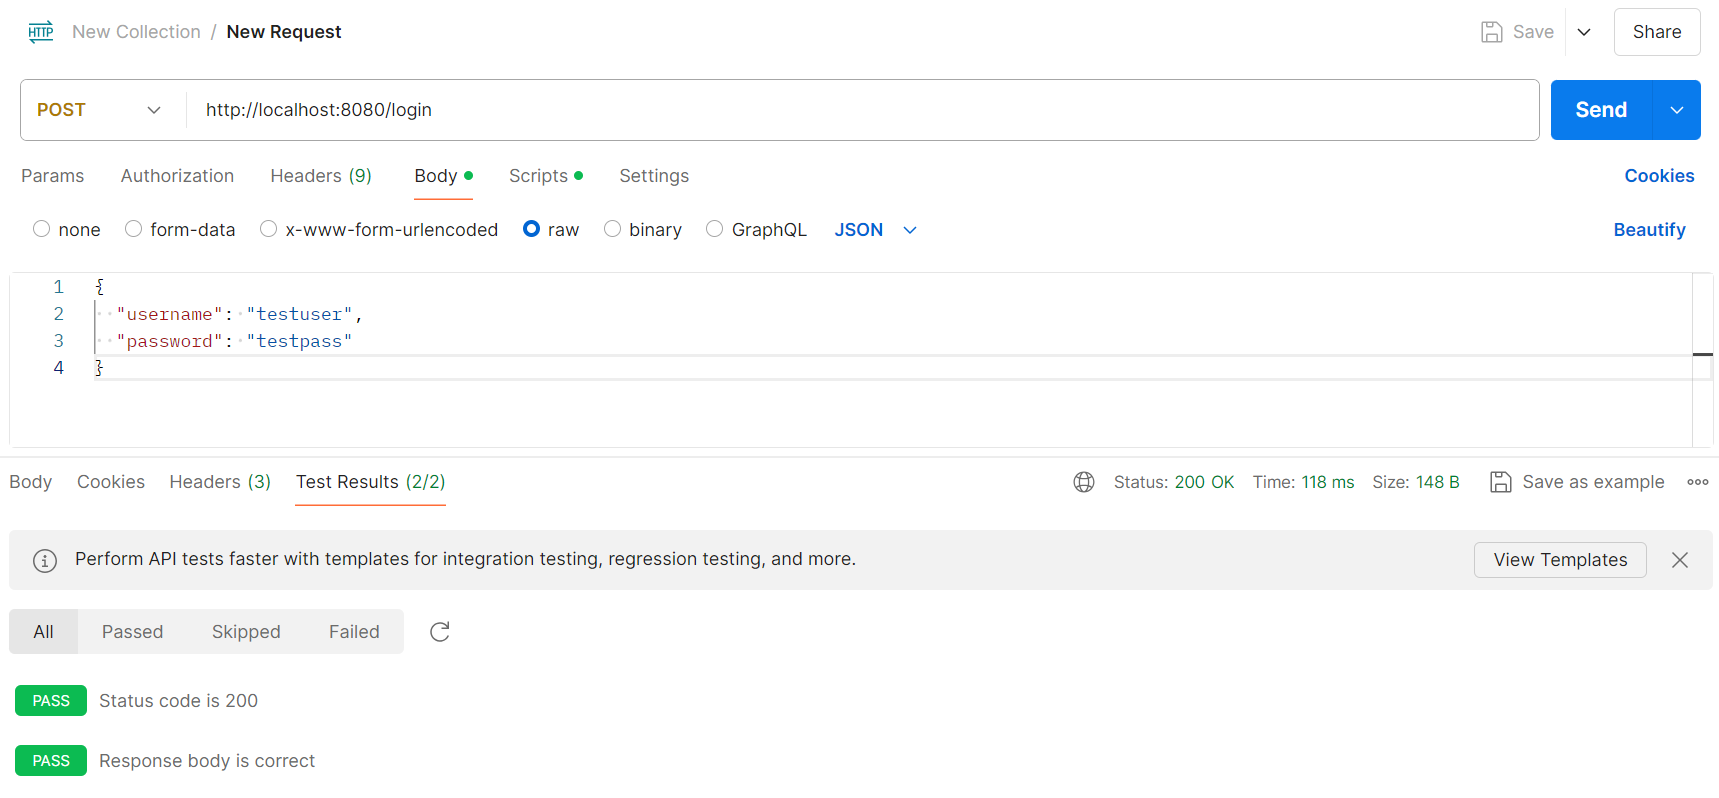 HTTP New Collection / New Request Save Share
POST http://localhost:8080/login Send
Params Authorization Headers (9) Body Scripts Settings Cookies
none form-data x-www-form-urlencoded raw binary GraphQL JSON Beautify
1 {
2 "username": "testuser",
3 "password": "testpass"
4 }
Body Cookies Headers (3) Test Results (2/2) Status: 200 OK Time: 118 ms Size: 148 B Save as example
Perform API tests faster with templates for integration testing, regression testing, and more. View Templates
All Passed Skipped Failed
PASS Status code is 200
PASS Response body is correct